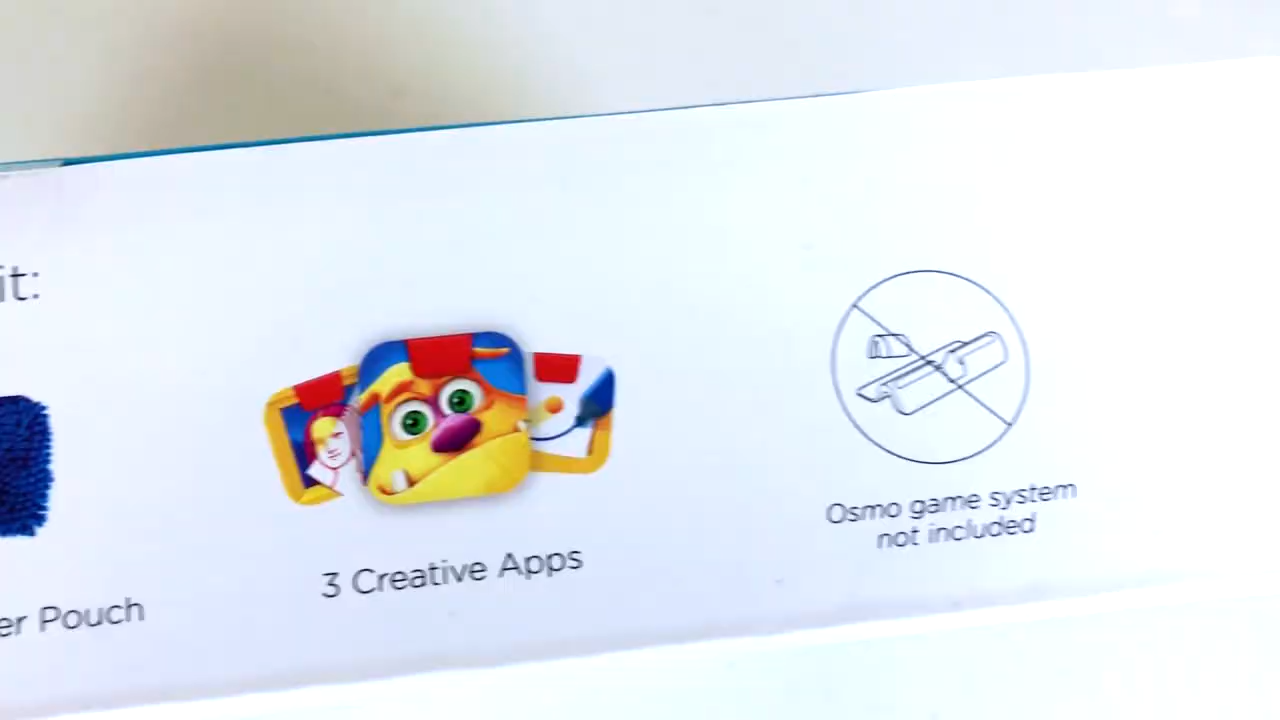 it:
er Pouch
3 Creative Apps
Osmo game system
not included